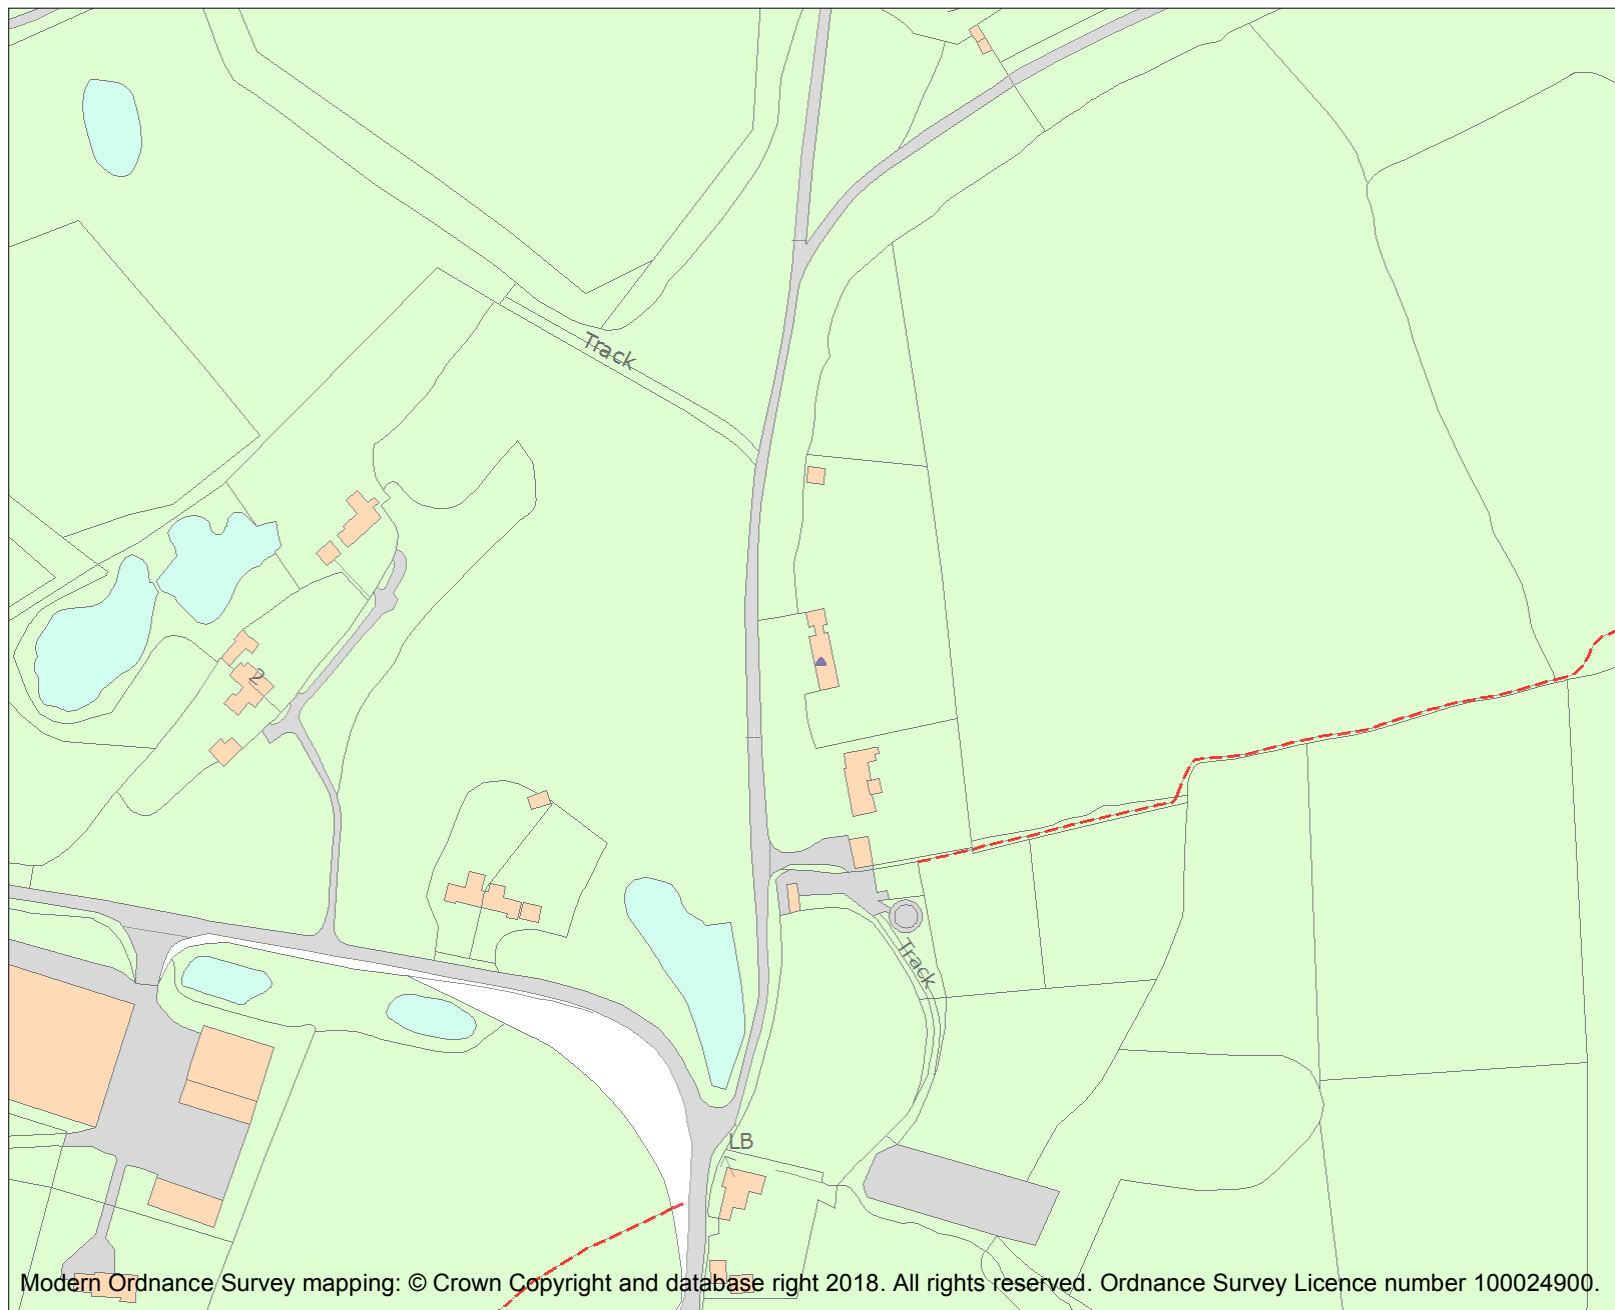 Track
2
Track
LB
Modern Ordnance Survey mapping: © Crown Copyright and database right 2018. All rights reserved. Ordnance Survey Licence number 100024900.